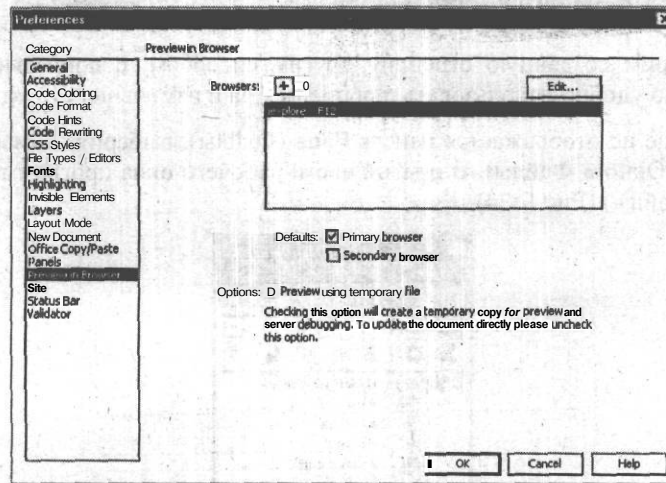 Preferences
Category
Preview in Browser
General
Accessibility
Code Coloring
Code Format
Code Hints
Code Rewriting
CSS Styles
File Types / Editors
Fonts
Highlighting
Invisible Elements
Layers
Layout Mode
New Document
Office Copy/Paste
Panels
Preview in Browser
Site
Status Bar
Validator
Browsers: + 0
Edit...
iexplore F12
Defaults: Primary browser
Secondary browser
Options: D Preview using temporary file
Checking this option will create a temporary copy for preview and
server debugging. To update the document directly please uncheck
this option.
OK
Cancel
Help